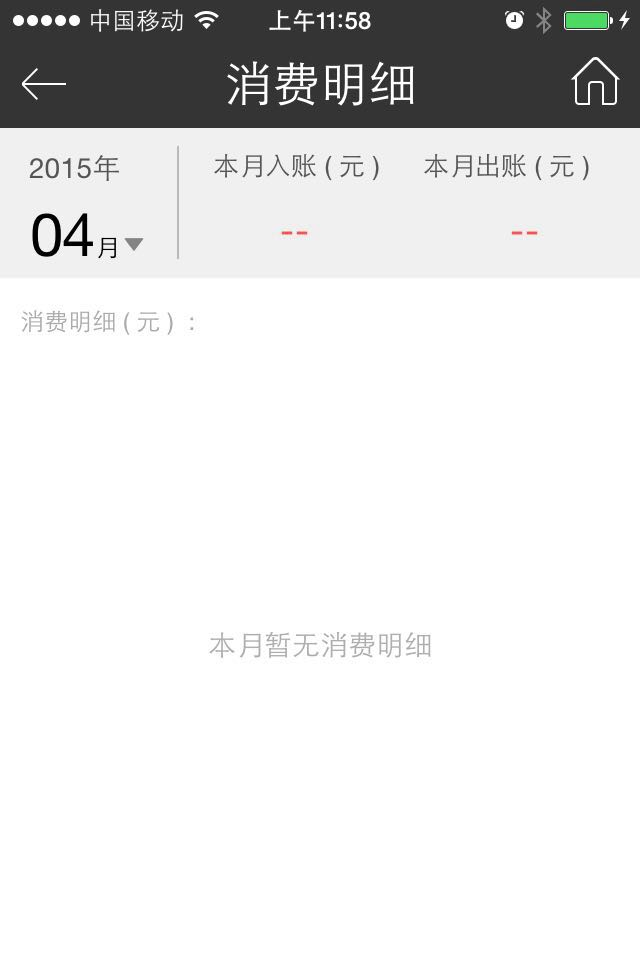 中国移动 上午11:58
消费明细
2015年 本月入账(元) 本月出账(元)
04月 -- --
消费明细(元)：
本月暂无消费明细